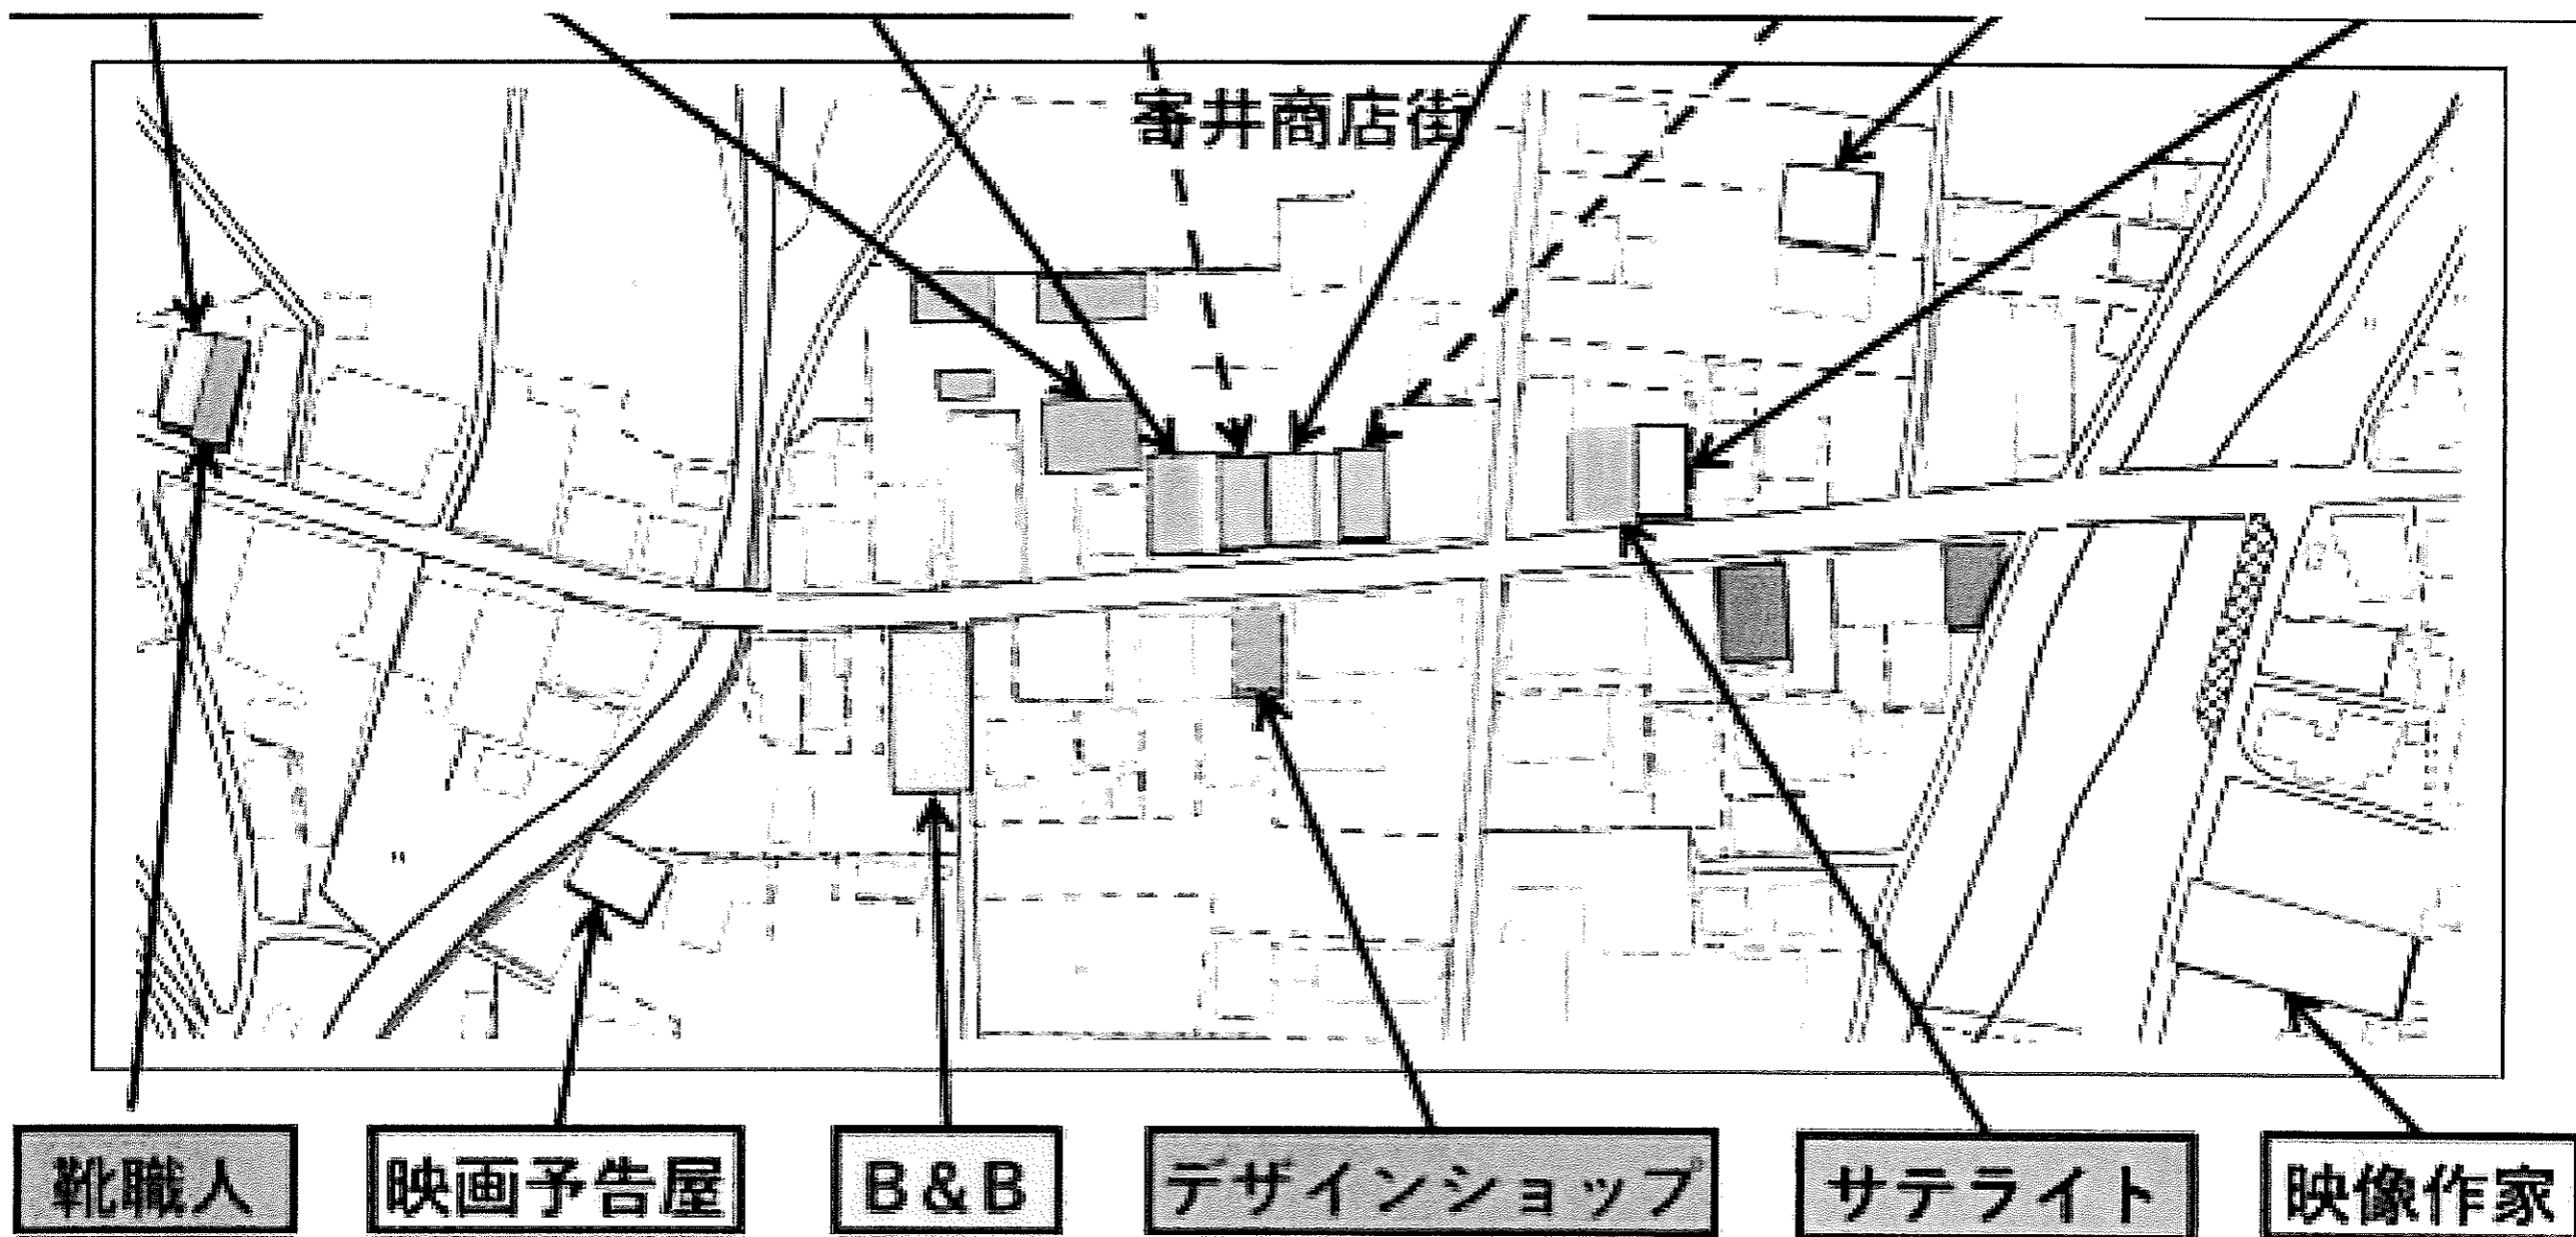 寄井商店街
靴職人
映画予告屋
B&B
デザインショップ
サテライト
映像作家